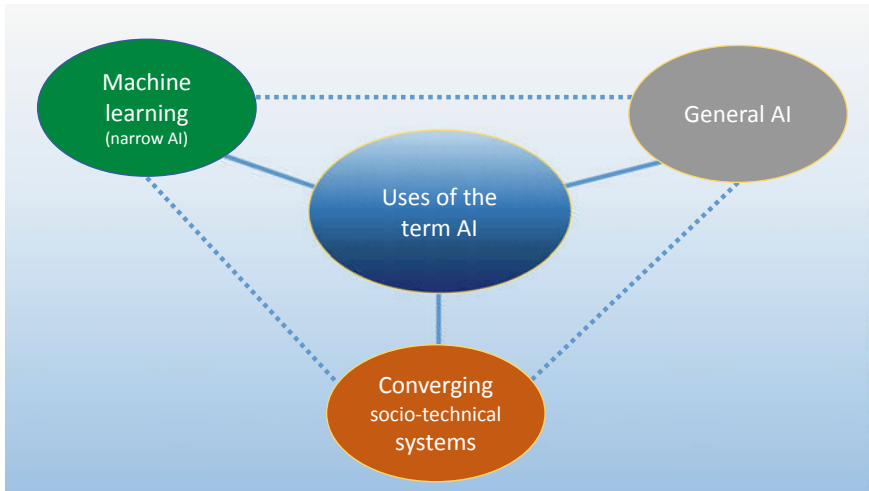 Machine
learning
(narrow AI)
General AI
Uses of the
term AI
Converging
socio-technical
systems